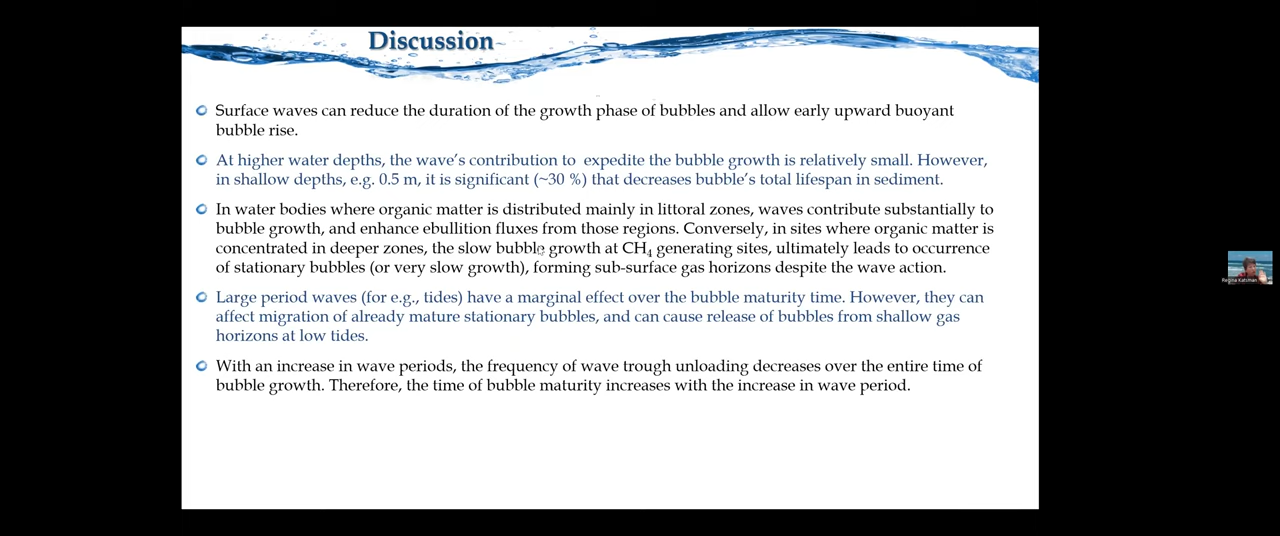 Discussion
Surface waves can reduce the duration of the growth phase of bubbles and allow early upward buoyant
bubble rise.
At higher water depths, the wave's contribution to expedite the bubble growth is relatively small. However,
in shallow depths, e.g. 0.5 m, it is significant (~30 %) that decreases bubble's total lifespan in sediment.
In water bodies where organic matter is distributed mainly in littoral zones, waves contribute substantially to
bubble growth, and enhance ebullition fluxes from those regions. Conversely, in sites where organic matter is
concentrated in deeper zones, the slow bubble growth at CH₄ generating sites, ultimately leads to occurrence
of stationary bubbles (or very slow growth), forming sub-surface gas horizons despite the wave action.
Large period waves (for e.g., tides) have a marginal effect over the bubble maturity time. However, they can
affect migration of already mature stationary bubbles, and can cause release of bubbles from shallow gas
horizons at low tides.
With an increase in wave periods, the frequency of wave trough unloading decreases over the entire time of
bubble growth. Therefore, the time of bubble maturity increases with the increase in wave period.
Regina Katsman